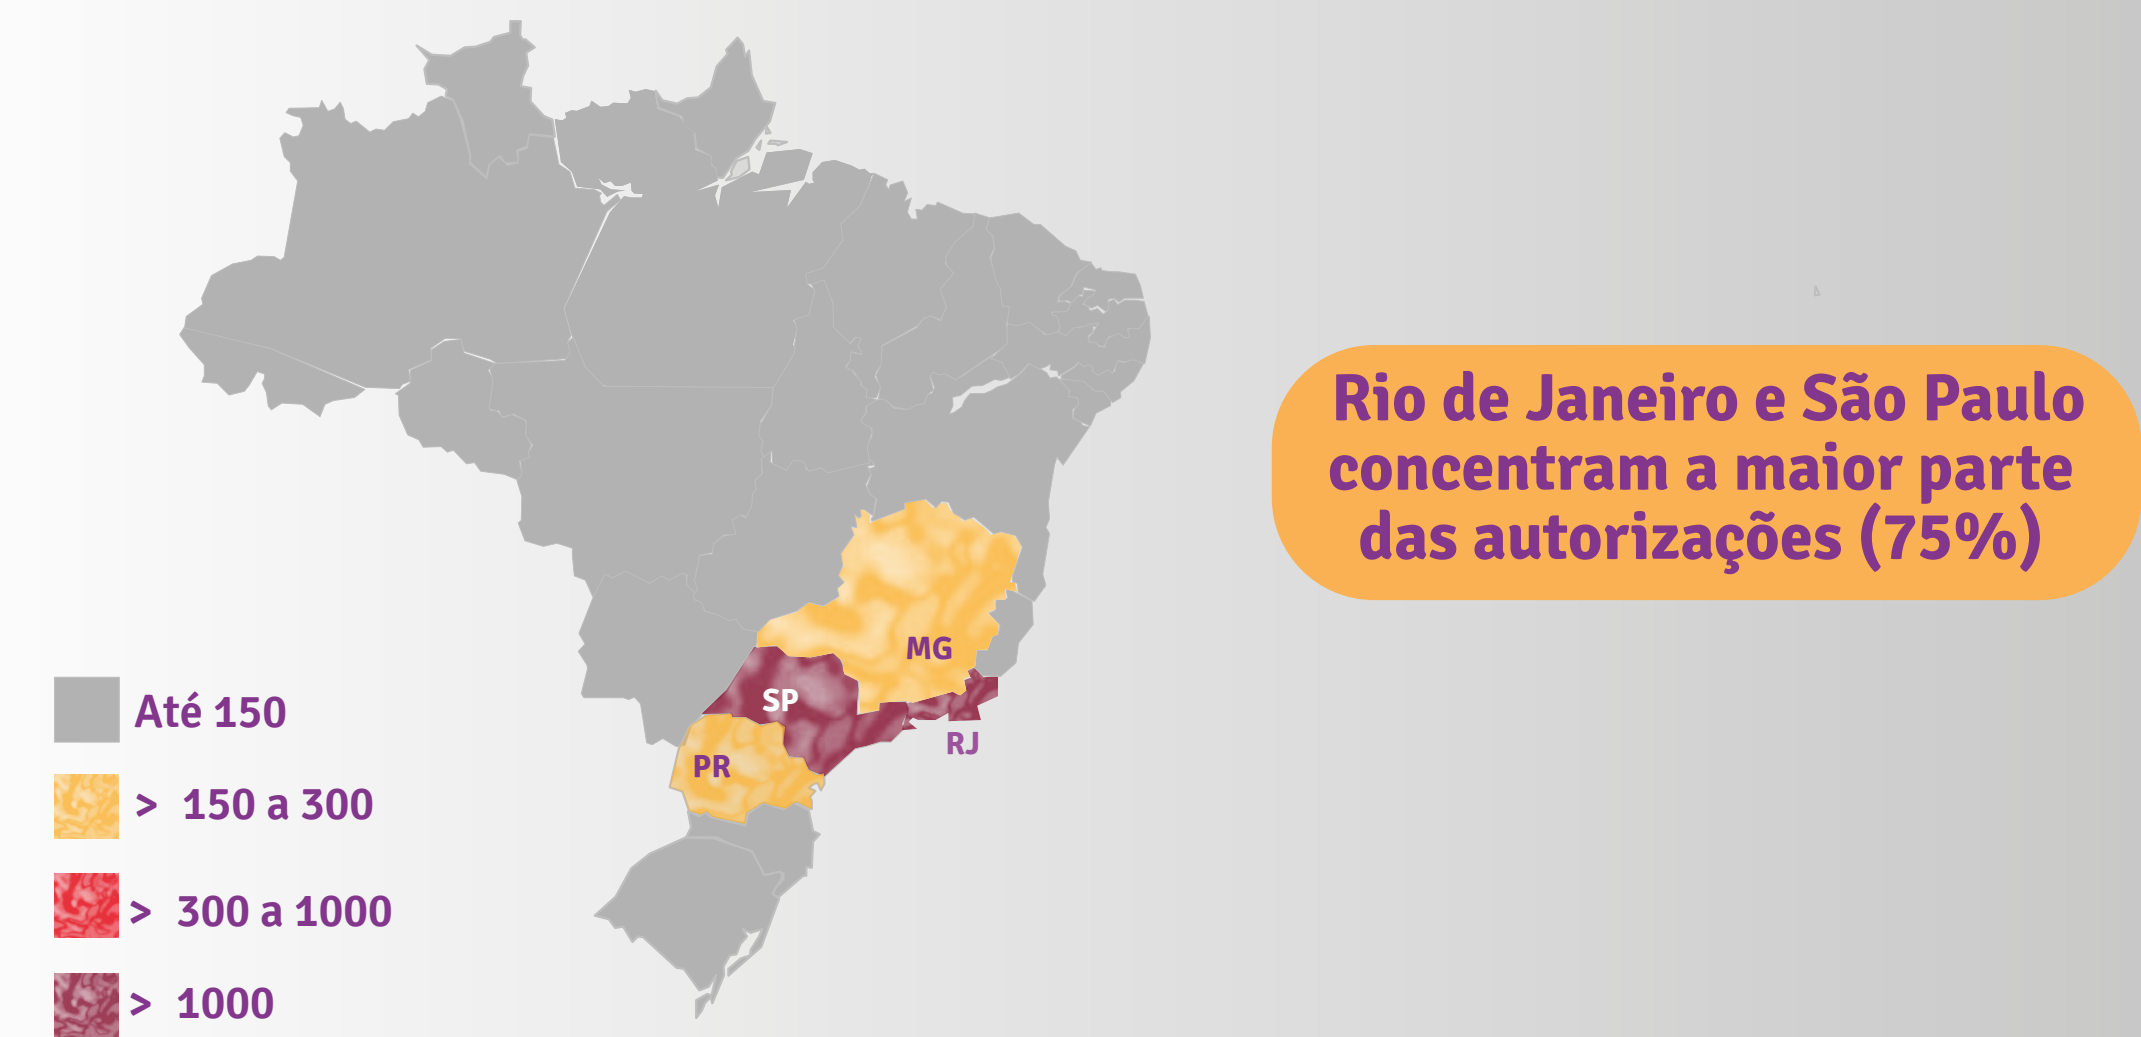 Rio de Janeiro e São Paulo
concentram a maior parte
das autorizações (75%)
MG
SP
RJ
PR
Até 150
> 150 a 300
> 300 a 1000
> 1000